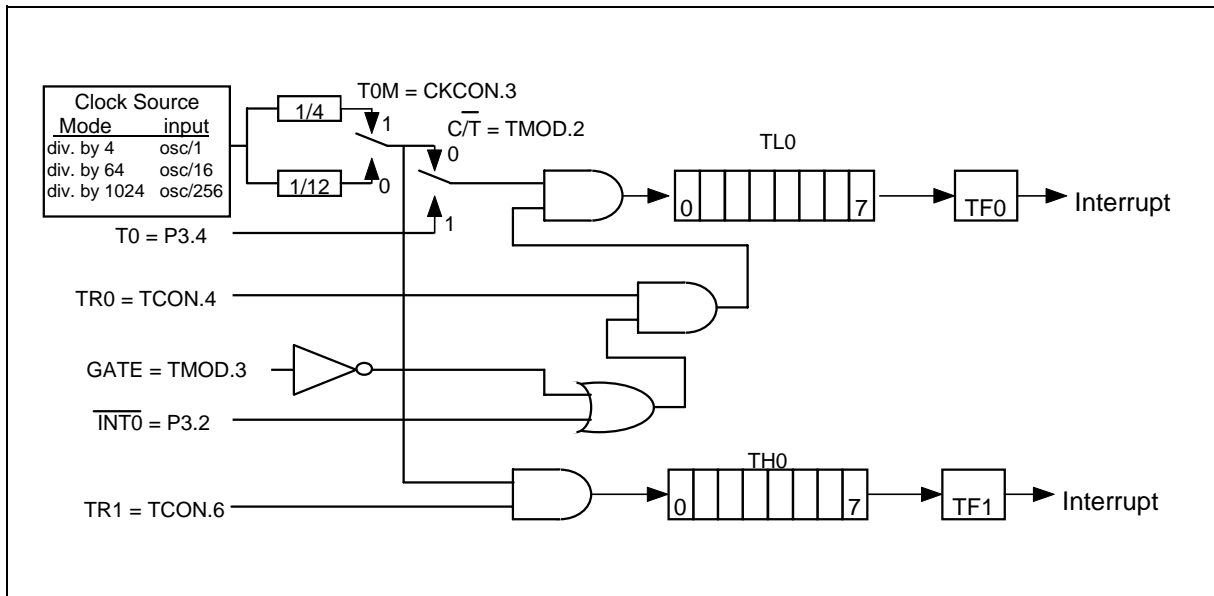 Clock Source
Mode input
div. by 4 osc/1
div. by 64 osc/16
div. by 1024 osc/256
1/4
1/12
T0M = CKCON.3
1
0
C/T̅ = TMOD.2
0
1
T0 = P3.4
TL0
0 7
TF0
Interrupt
TR0 = TCON.4
GATE = TMOD.3
I̅N̅T̅0̅ = P3.2
TR1 = TCON.6
TH0
0 7
TF1
Interrupt